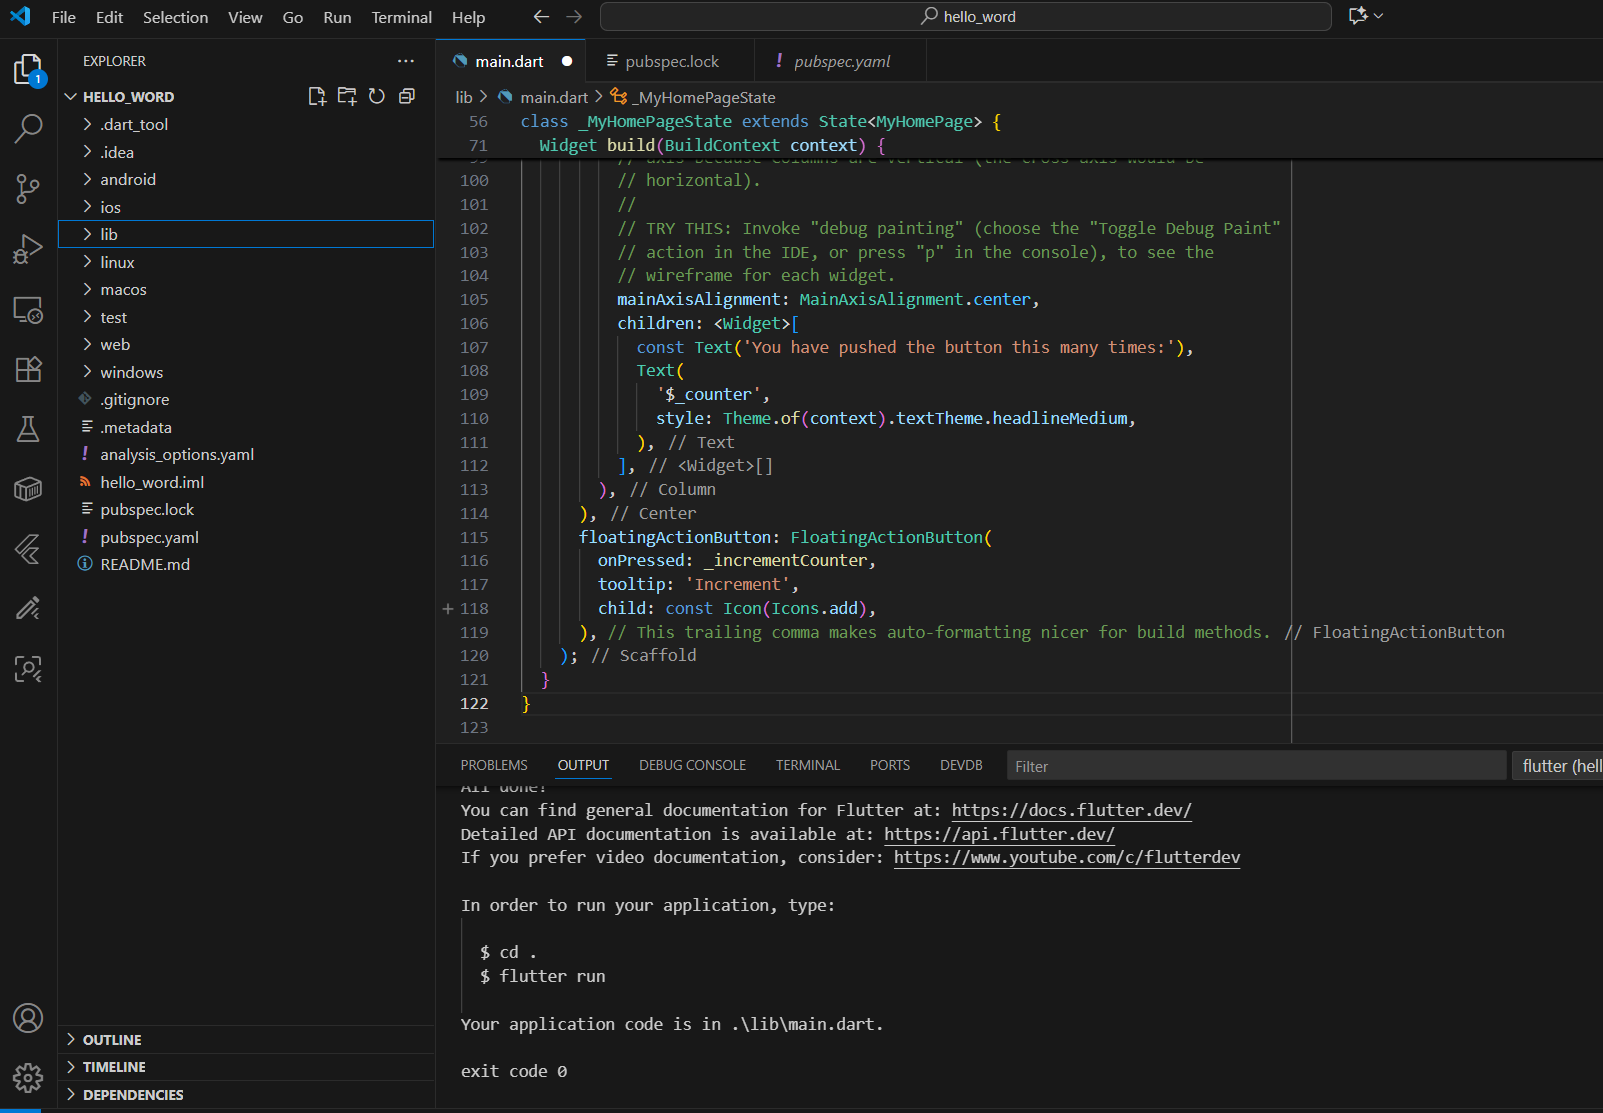 File Edit Selection View Go Run Terminal Help
hello_word
EXPLORER
HELLO_WORD
.dart_tool
.idea
android
ios
lib
linux
macos
test
web
windows
.gitignore
.metadata
analysis_options.yaml
hello_word.iml
pubspec.lock
pubspec.yaml
README.md
OUTLINE
TIMELINE
DEPENDENCIES
1
main.dart pubspec.lock pubspec.yaml
lib > main.dart > _MyHomePageState
56 class _MyHomePageState extends State<MyHomePage> {
71 Widget build(BuildContext context) {
99 // axis because Columns are vertical (the cross axis would be
100 // horizontal).
101 //
102 // TRY THIS: Invoke "debug painting" (choose the "Toggle Debug Paint"
103 // action in the IDE, or press "p" in the console), to see the
104 // wireframe for each widget.
105 mainAxisAlignment: MainAxisAlignment.center,
106 children: <Widget>[
107 const Text('You have pushed the button this many times:'),
108 Text(
109 '$_counter',
110 style: Theme.of(context).textTheme.headlineMedium,
111 ), // Text
112 ], // <Widget>[]
113 ), // Column
114 ), // Center
115 floatingActionButton: FloatingActionButton(
116 onPressed: _incrementCounter,
117 tooltip: 'Increment',
118 child: const Icon(Icons.add),
119 ), // This trailing comma makes auto-formatting nicer for build methods. // FloatingActionButton
120 ); // Scaffold
121 }
122 }
123
PROBLEMS OUTPUT DEBUG CONSOLE TERMINAL PORTS DEVDB Filter flutter (hell
All done!
You can find general documentation for Flutter at: https://docs.flutter.dev/
Detailed API documentation is available at: https://api.flutter.dev/
If you prefer video documentation, consider: https://www.youtube.com/c/flutterdev
In order to run your application, type:
$ cd .
$ flutter run
Your application code is in .\lib\main.dart.
exit code 0